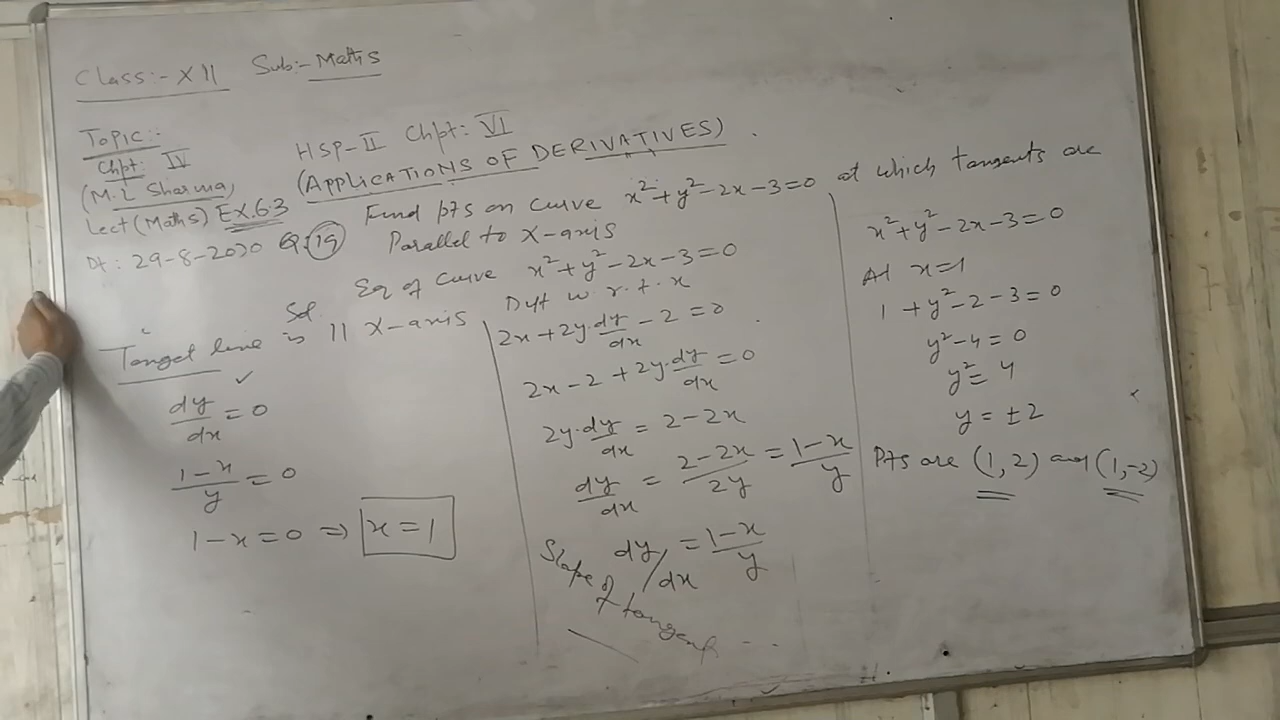 Class:- XII Sub:- Maths
Topic:-
Chpt: IV
(M.L Sharma,
Lect (Maths)
Dt: 29-8-2020
HSP-II Chpt: VI
(APPLICATIONS OF DERIVATIVES)
EX.6.3
Q.19 Find pts on curve x²+y²-2x-3=0 at which tangents are
Parallel to X-axis
Sol Eq of curve x²+y²-2x-3=0
Diff w.r.t.x
Tanget line is || X-axis
dy/dx = 0
(1-x)/y = 0
1-x=0 => x=1
2x+2y.dy/dx-2=0
2x-2+2y.dy/dx=0
2y.dy/dx=2-2x
dy/dx = (2-2x)/2y = (1-x)/y
Slope of tangent dy/dx = (1-x)/y
x²+y²-2x-3=0
At x=1
1+y²-2-3=0
y²-4=0
y²=4
y=±2
Pts are (1,2) and (1,-2)